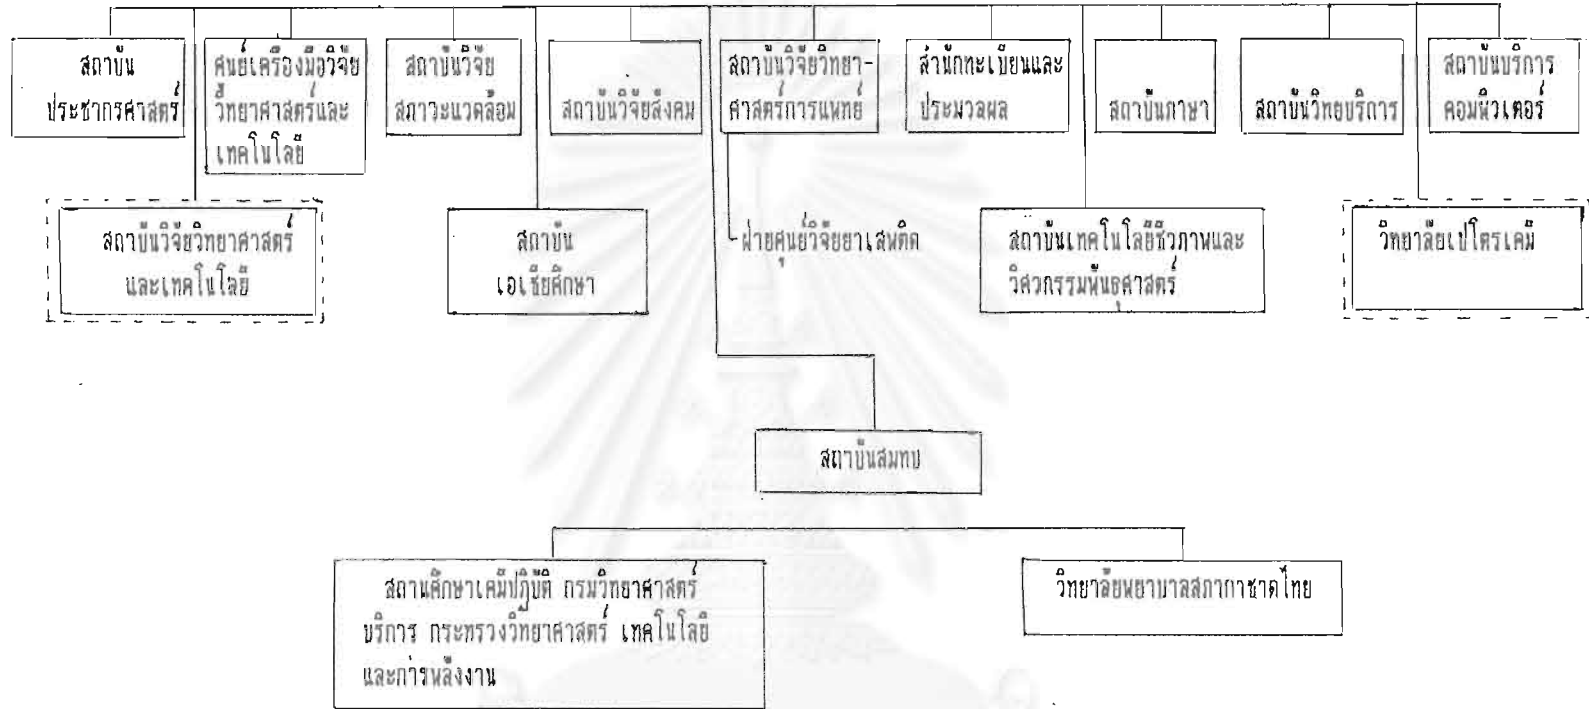 สถาบัน
ประชากรศาสตร์
ศูนย์เครื่องมือวิจัย
วิทยาศาสตร์และ
เทคโนโลยี
สถาบันวิจัย
สภาวะแวดล้อม
สถาบันวิจัยสังคม
สถาบันวิจัยวิทยา-
ศาสตร์การแพทย์
สำนักทะเบียนและ
ประมวลผล
สถาบันภาษา
สถาบันวิทยบริการ
สถาบันบริการ
คอมพิวเตอร์
สถาบันวิจัยวิทยาศาสตร์
และเทคโนโลยี
สถาบัน
เอเชียศึกษา
ฝ่ายศูนย์วิจัยยาเสพติด
สถาบันเทคโนโลยีชีวภาพและ
วิศวกรรมพันธุศาสตร์
วิทยาลัยเปโตรเคมี
สถาบันสมทบ
สถานศึกษาเคมีปฏิบัติ กรมวิทยาศาสตร์
บริการ กระทรวงวิทยาศาสตร์ เทคโนโลยี
และการพลังงาน
วิทยาลัยพยาบาลสภากาชาดไทย